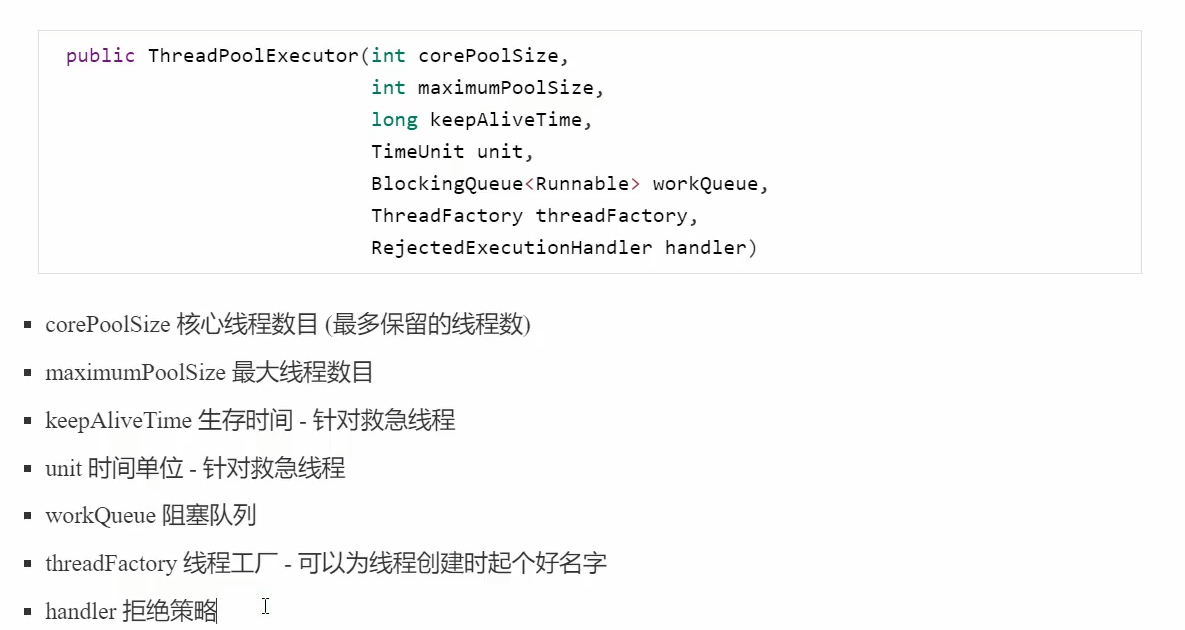 public ThreadPoolExecutor(int corePoolSize,
int maximumPoolSize,
long keepAliveTime,
TimeUnit unit,
BlockingQueue<Runnable> workQueue,
ThreadFactory threadFactory,
RejectedExecutionHandler handler)
▪ corePoolSize 核心线程数目 (最多保留的线程数)
▪ maximumPoolSize 最大线程数目
▪ keepAliveTime 生存时间 - 针对救急线程
▪ unit 时间单位 - 针对救急线程
▪ workQueue 阻塞队列
▪ threadFactory 线程工厂 - 可以为线程创建时起个好名字
▪ handler 拒绝策略